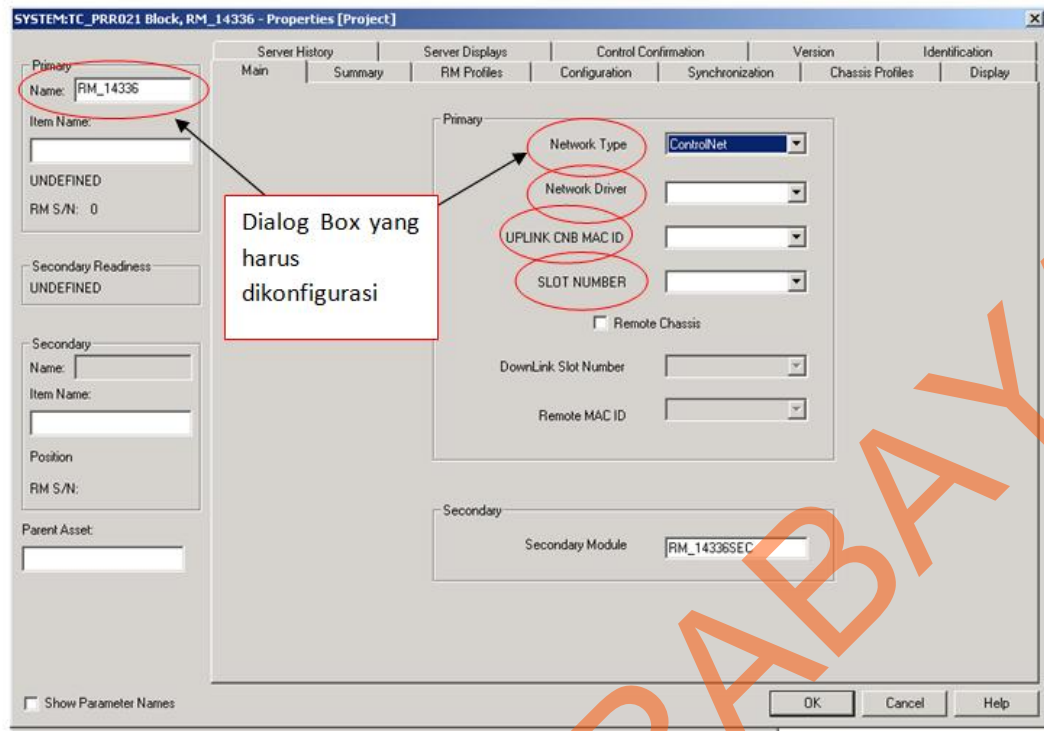 SYSTEM:TC_PRR021 Block, RM_14336 - Properties [Project]
Server History
Server Displays
Control Confirmation
Version
Identification
Main
Summary
RM Profiles
Configuration
Synchronization
Chassis Profiles
Display
Primary
Name: RM_14336
Item Name:
UNDEFINED
RM S/N: 0
Secondary Readiness
UNDEFINED
Secondary
Name:
Item Name:
Position
RM S/N:
Parent Asset:
Show Parameter Names
Dialog Box yang
harus
dikonfigurasi
Primary
Network Type ControlNet
Network Driver
UPLINK CNB MAC ID
SLOT NUMBER
Remote Chassis
DownLink Slot Number
Remote MAC ID
Secondary
Secondary Module RM_14336SEC
OK
Cancel
Help
RABAY